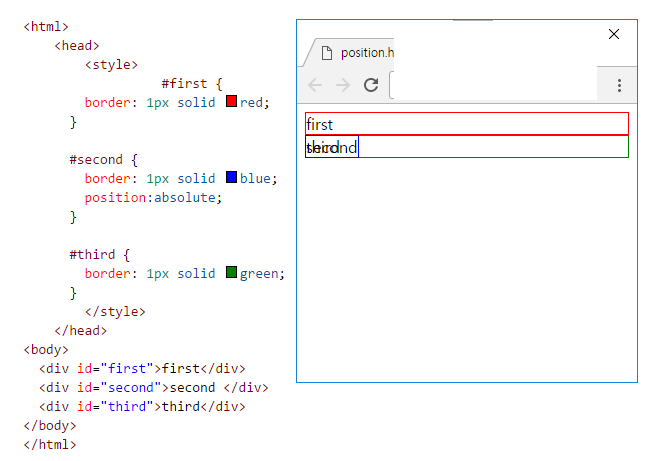 <html>
<head>
<style>
#first {
border: 1px solid red;
}
#second {
border: 1px solid blue;
position:absolute;
}
#third {
border: 1px solid green;
}
</style>
</head>
<body>
<div id="first">first</div>
<div id="second">second </div>
<div id="third">third</div>
</body>
</html>
position.h
first
second
third